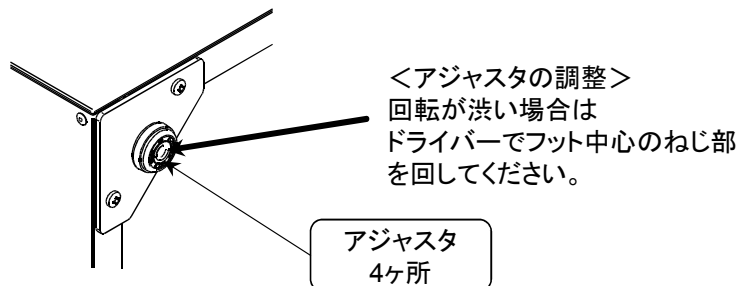 ＜アジャスタの調整＞
回転が渋い場合は
ドライバーでフット中心のねじ部
を回してください。
アジャスタ
4ヶ所